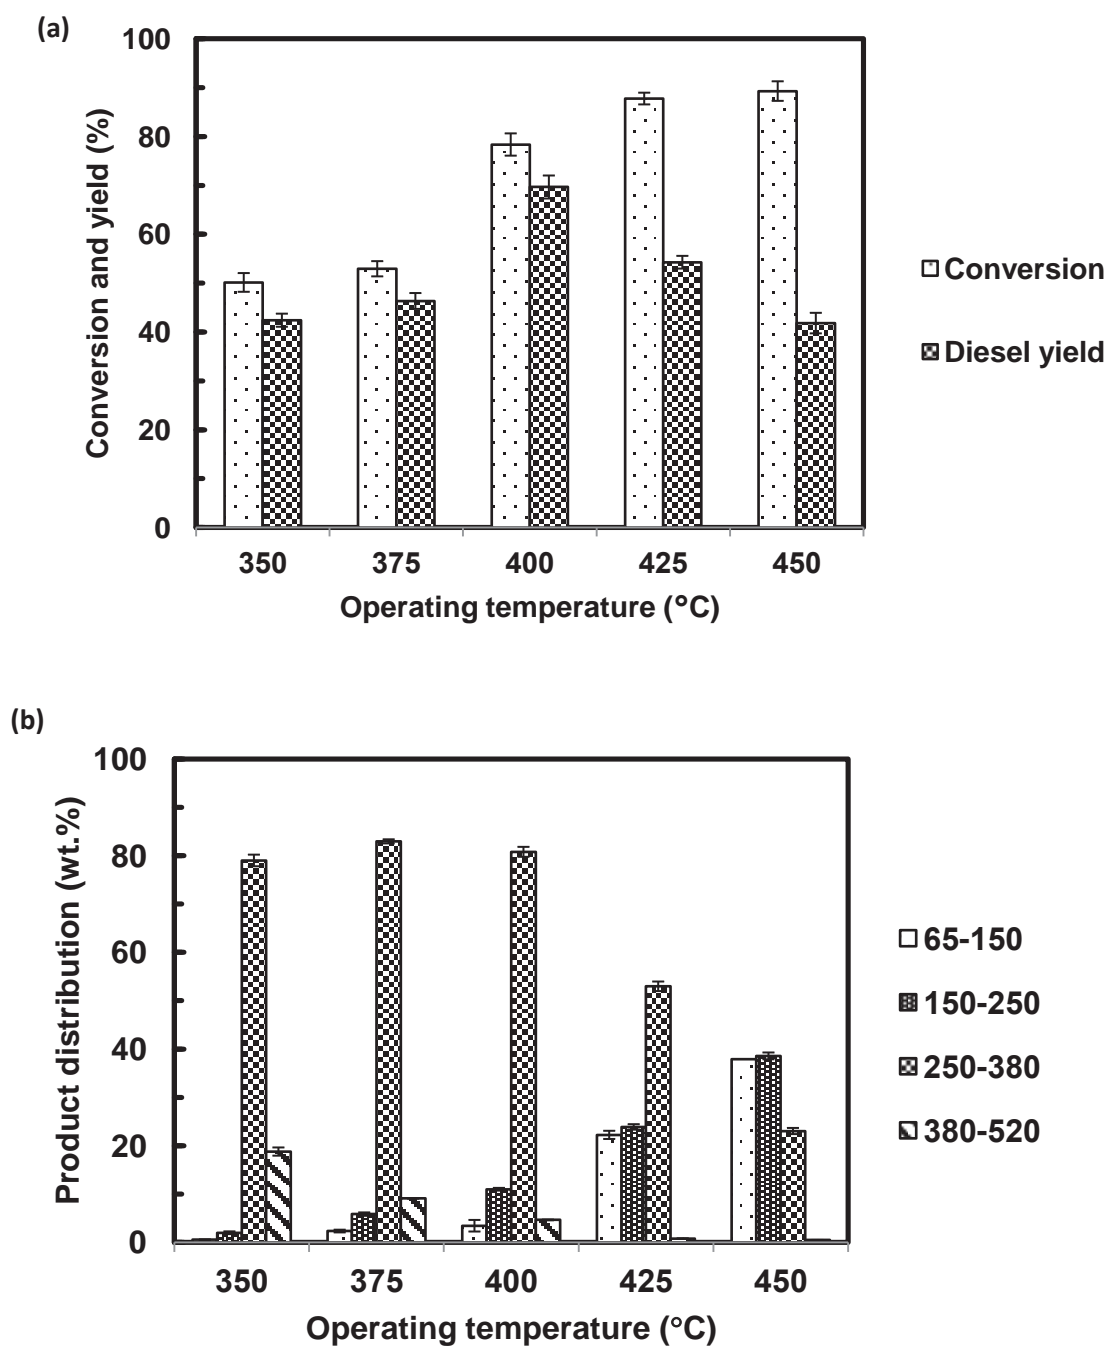 (a)
100
80
60
40
20
0
Conversion and yield (%)
350 375 400 425 450
Operating temperature (°C)
Conversion
Diesel yield
(b)
100
80
60
40
20
0
Product distribution (wt.%)
350 375 400 425 450
Operating temperature (°C)
65-150
150-250
250-380
380-520